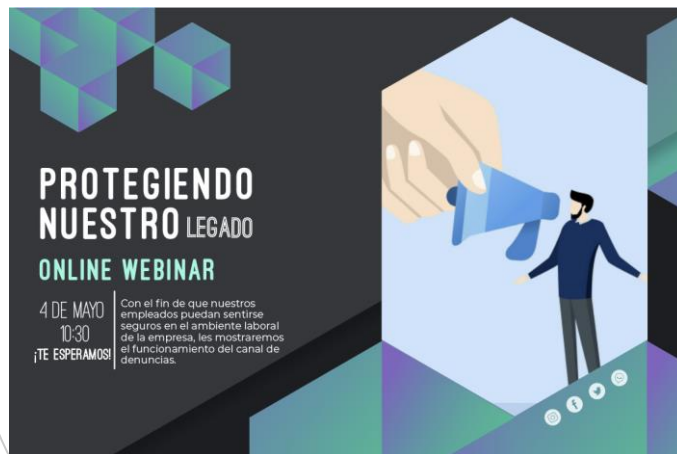 PROTEGIENDO
NUESTRO LEGADO
ONLINE WEBINAR
4 DE MAYO
10:30
¡TE ESPERAMOS!
Con el fin de que nuestros
empleados puedan sentirse
seguros en el ambiente laboral
de la empresa, les mostraremos
el funcionamiento del canal de
denuncias.